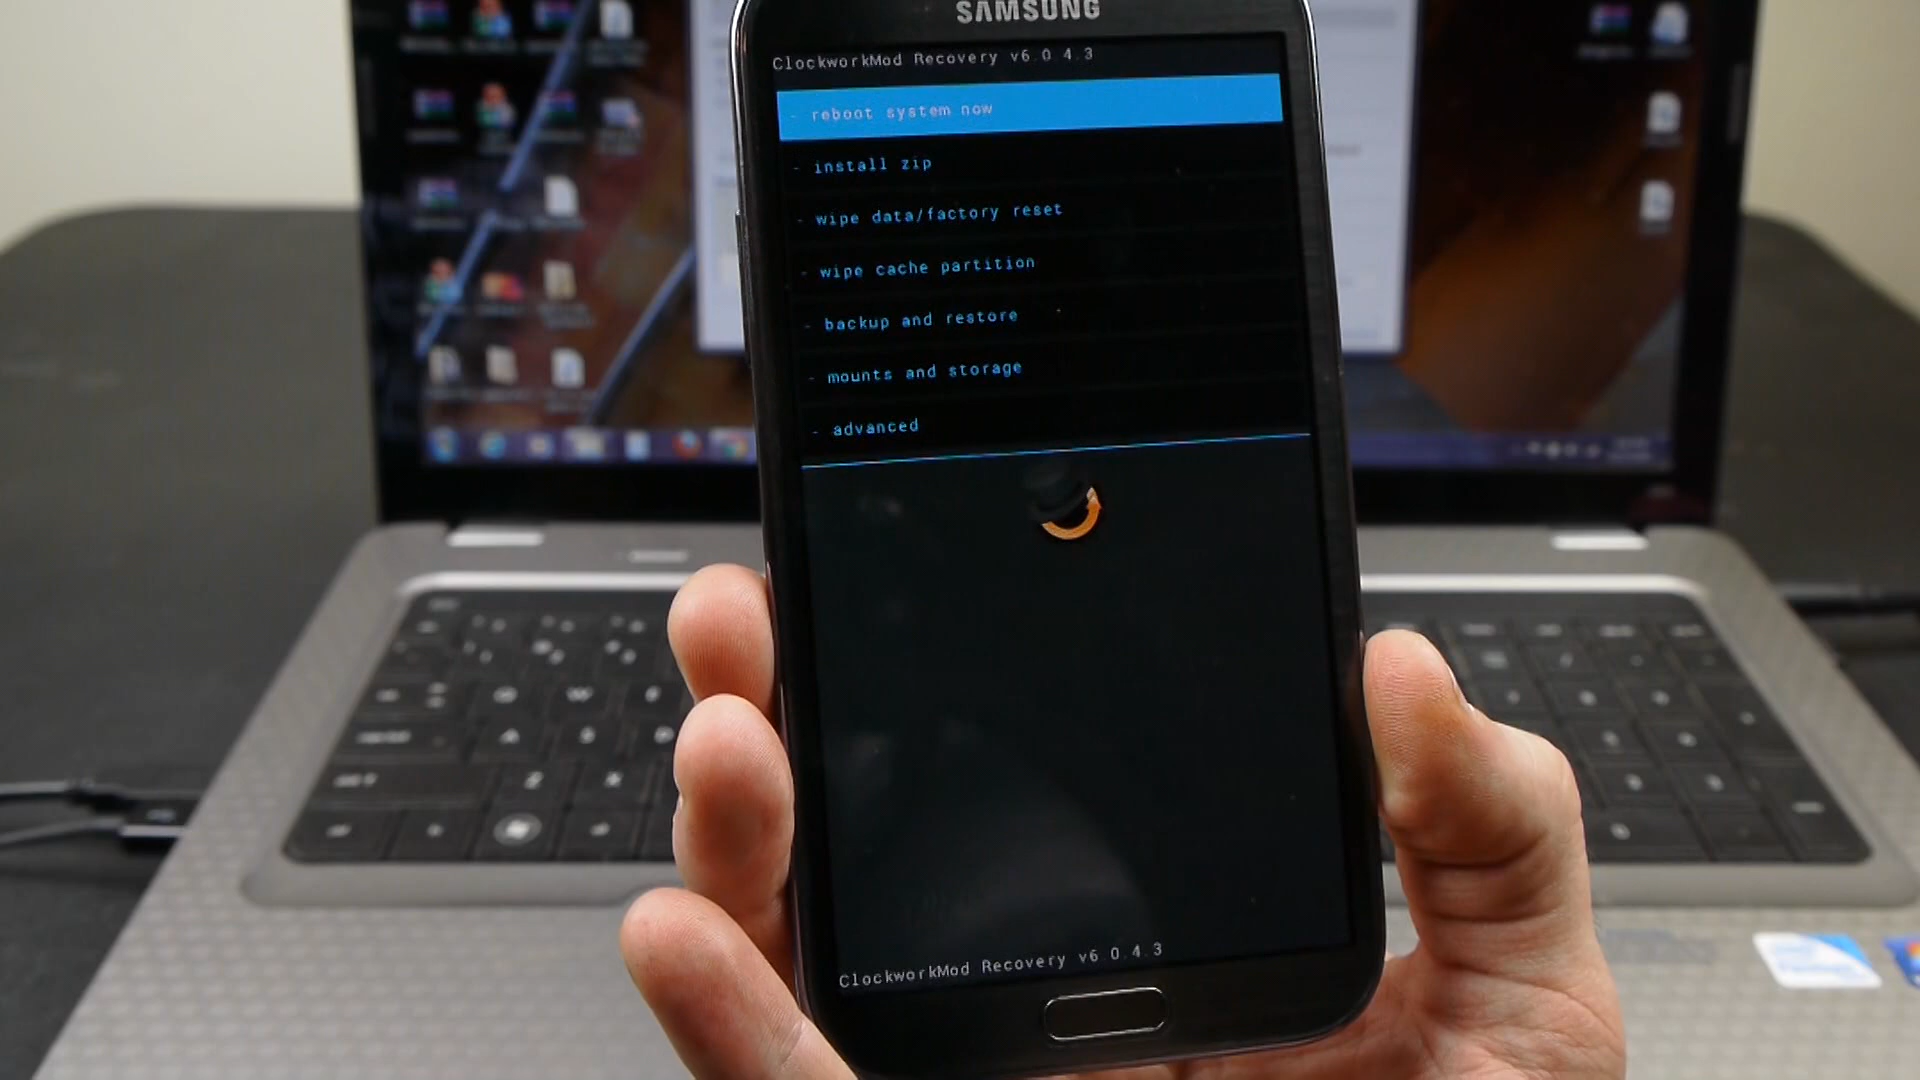 SAMSUNG
ClockworkMod Recovery v6.0.4.3
- reboot system now
- install zip
- wipe data/factory reset
- wipe cache partition
- backup and restore
- mounts and storage
- advanced
ClockworkMod Recovery v6.0.4.3